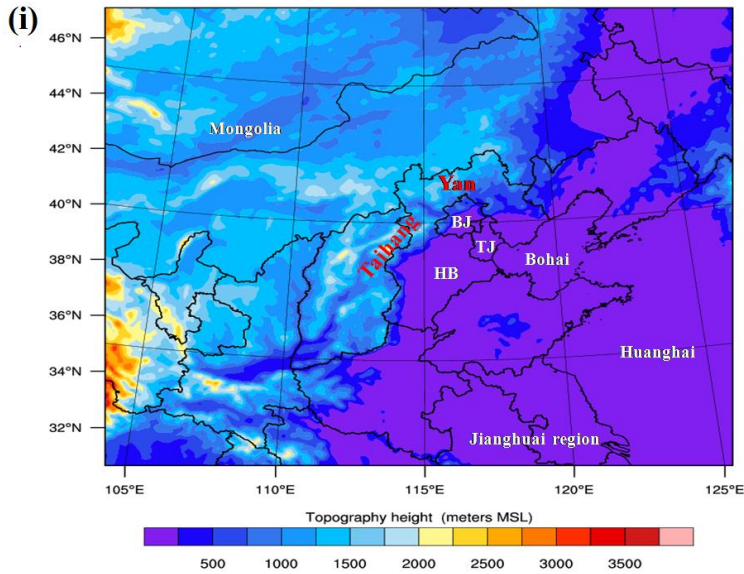 (i)
46°N
44°N
42°N
40°N
38°N
36°N
34°N
32°N
Mongolia
Yan
Taihang
BJ
TJ
HB
Bohai
Huanghai
Jianghuai region
105°E 110°E 115°E 120°E 125°E
Topography height (meters MSL)
500 1000 1500 2000 2500 3000 3500